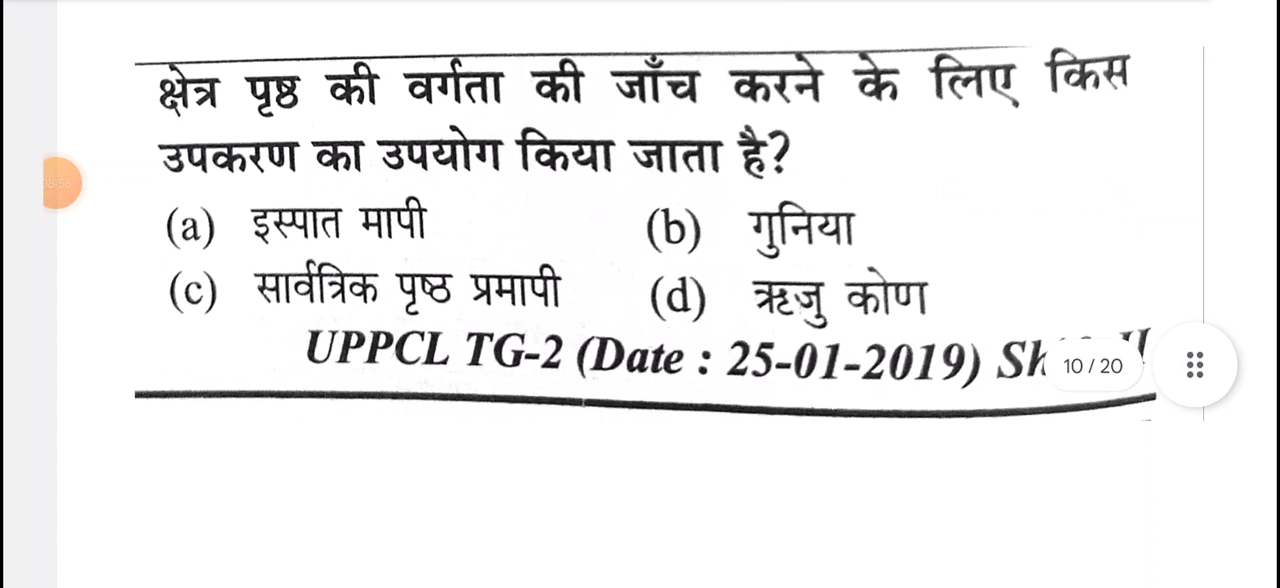 क्षेत्र पृष्ठ की वर्गता की जाँच करने के लिए किस
उपकरण का उपयोग किया जाता है?
(a) इस्पात मापी (b) गुनिया
(c) सार्वत्रिक पृष्ठ प्रमापी (d) ऋजु कोण
UPPCL TG-2 (Date : 25-01-2019)
10 / 20